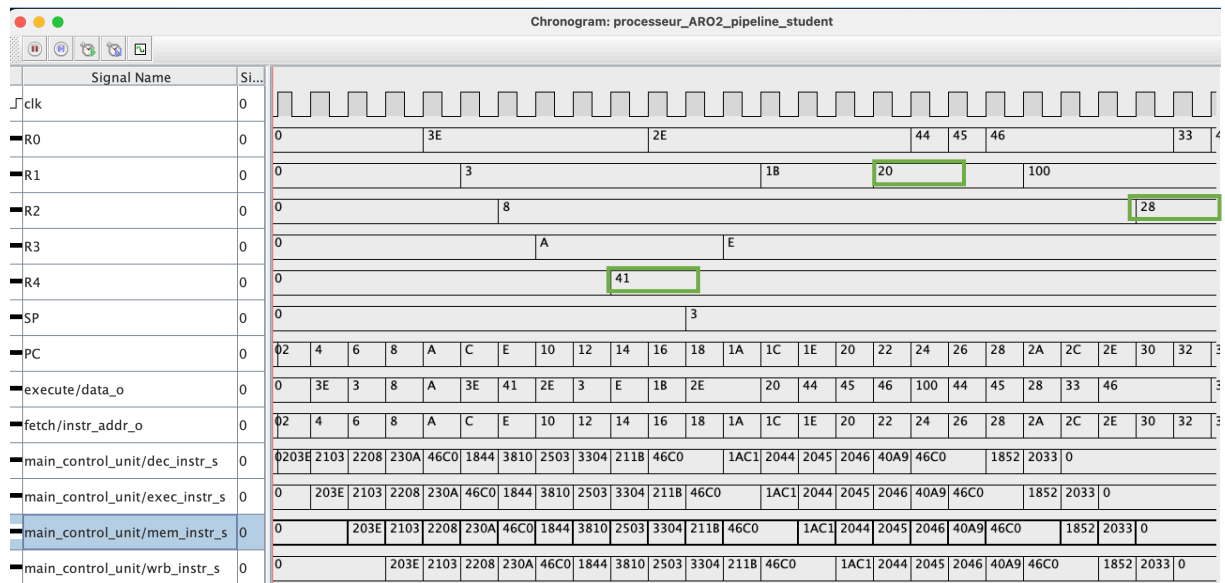 Chronogram: processeur_ARO2_pipeline_student
Signal Name Si...
clk 0
R0 0 0 3E 2E 44 45 46 33 4
R1 0 0 3 1B 20 100
R2 0 0 8 28
R3 0 0 A E
R4 0 0 41
SP 0 0 3
PC 0 02 4 6 8 A C E 10 12 14 16 18 1A 1C 1E 20 22 24 26 28 2A 2C 2E 30 32 3
execute/data_o 0 0 3E 3 8 A 3E 41 2E 3 E 1B 2E 20 44 45 46 100 44 45 28 33 46 3
fetch/instr_addr_o 0 02 4 6 8 A C E 10 12 14 16 18 1A 1C 1E 20 22 24 26 28 2A 2C 2E 30 32 3
main_control_unit/dec_instr_s 0 0203E 2103 2208 230A 46C0 1844 3810 2503 3304 211B 46C0 1AC1 2044 2045 2046 40A9 46C0 1852 2033 0
main_control_unit/exec_instr_s 0 0 203E 2103 2208 230A 46C0 1844 3810 2503 3304 211B 46C0 1AC1 2044 2045 2046 40A9 46C0 1852 2033 0
main_control_unit/mem_instr_s 0 0 203E 2103 2208 230A 46C0 1844 3810 2503 3304 211B 46C0 1AC1 2044 2045 2046 40A9 46C0 1852 2033 0
main_control_unit/wrb_instr_s 0 0 203E 2103 2208 230A 46C0 1844 3810 2503 3304 211B 46C0 1AC1 2044 2045 2046 40A9 46C0 1852 2033 0